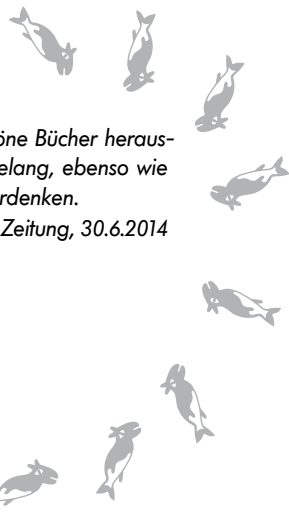 öne Bücher heraus-
elang, ebenso wie
rdenken.
Zeitung, 30.6.2014